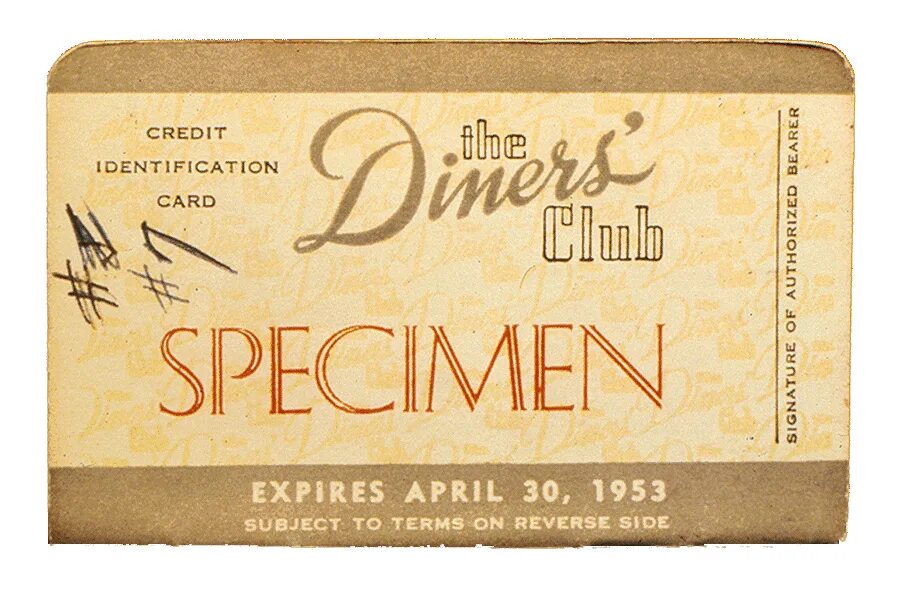 CREDIT
IDENTIFICATION
CARD
the
Diners'
Club
#7
SPECIMEN
SIGNATURE OF AUTHORIZED BEARER
EXPIRES APRIL 30, 1953
SUBJECT TO TERMS ON REVERSE SIDE